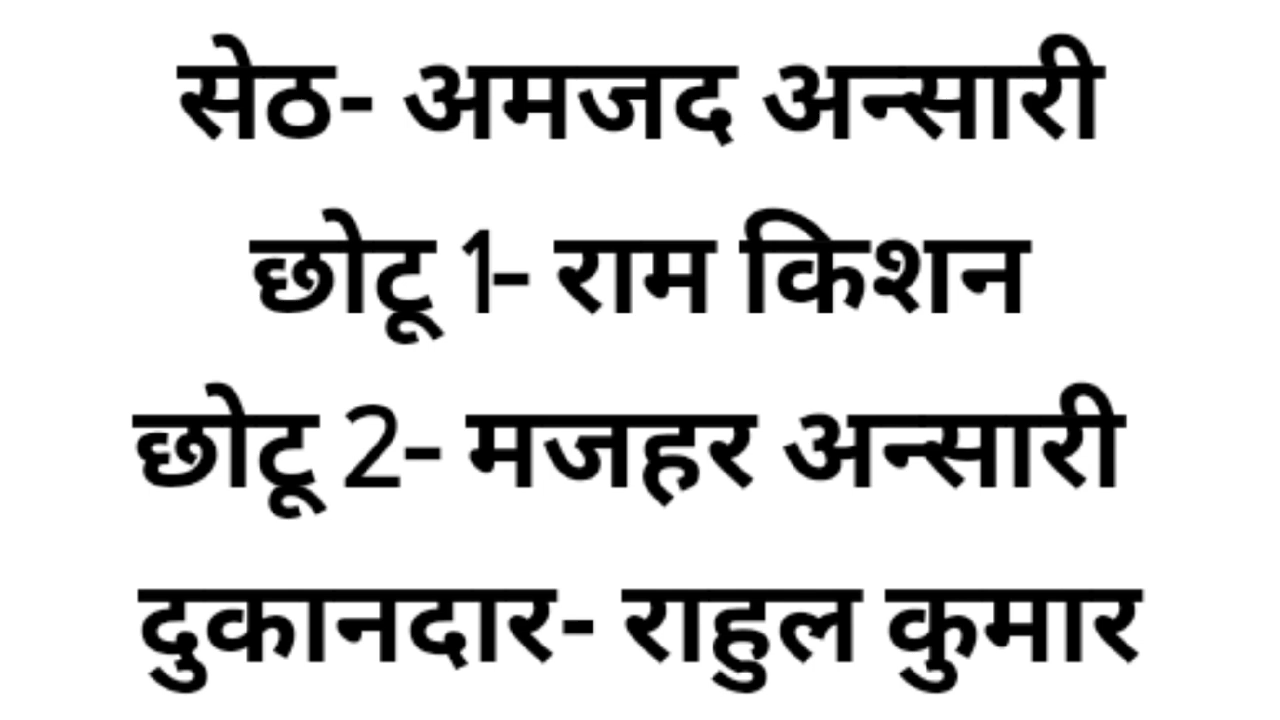 सेठ- अमजद अन्सारी
छोटू 1- राम किशन
छोटू 2- मजहर अन्सारी
दुकानदार- राहुल कुमार